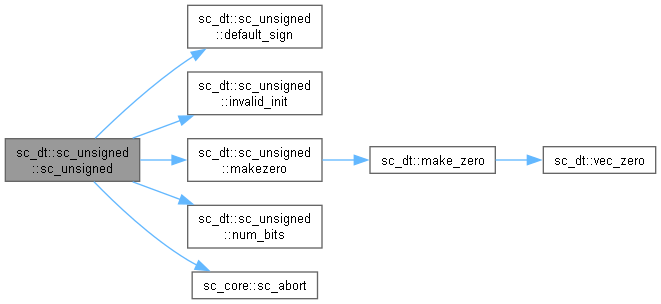 sc_dt::sc_unsigned
::default_sign
sc_dt::sc_unsigned
::invalid_init
sc_dt::sc_unsigned
::sc_unsigned
sc_dt::sc_unsigned
::makezero
sc_dt::make_zero
sc_dt::vec_zero
sc_dt::sc_unsigned
::num_bits
sc_core::sc_abort